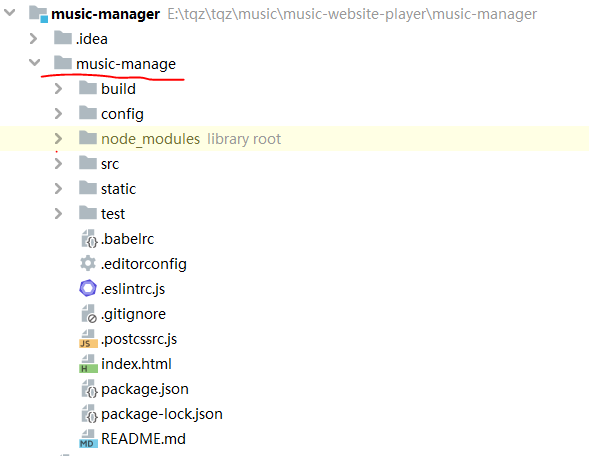 music-manager E:\tqz\tqz\music\music-website-player\music-manager
.idea
music-manage
build
config
node_modules library root
src
static
test
.babelrc
.editorconfig
.eslintrc.js
.gitignore
.postcssrc.js
index.html
package.json
package-lock.json
README.md